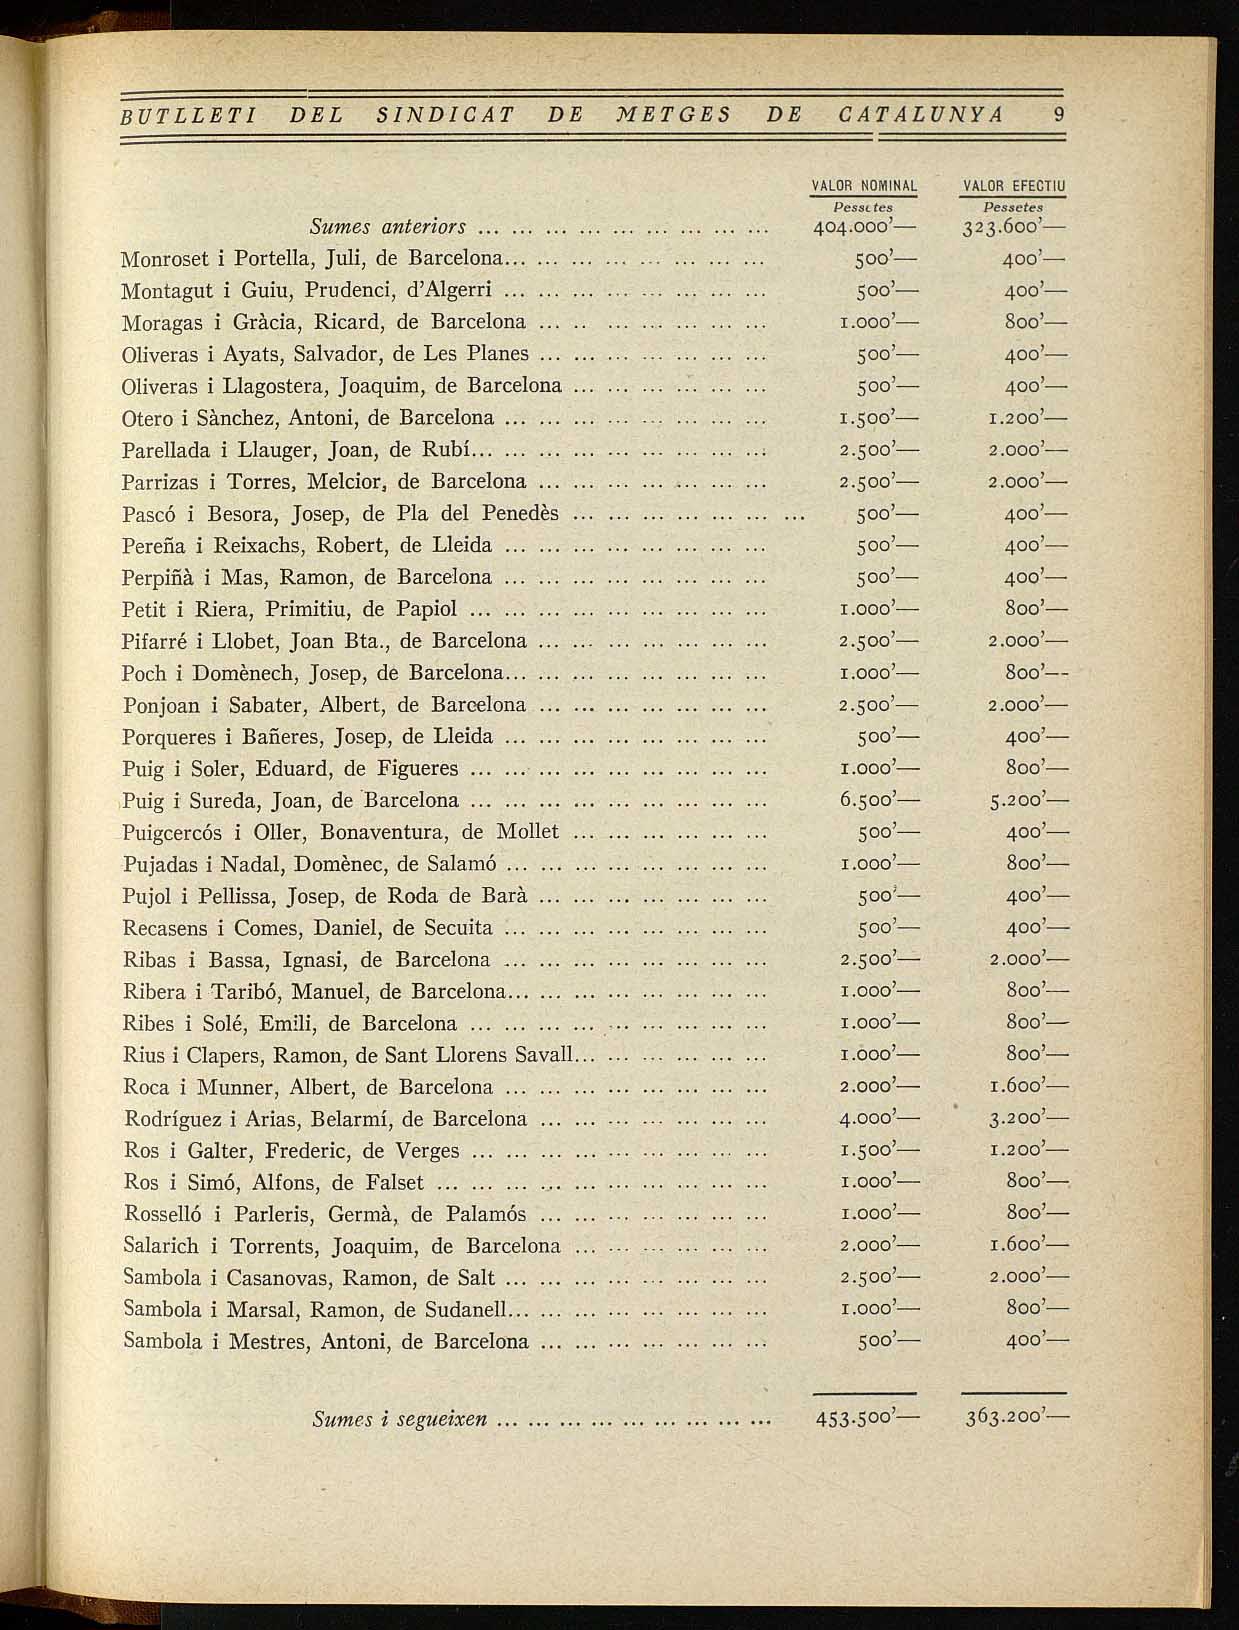 BUTLLETI DEL SINDICAT DE METGES DE CATALUNYA 9
VALOR NOMINAL VALOR EFECTIU
Pessetes Pessetes
Sumes anteriors ... ... ... ... ... ... ... ... ... 404.000’— 323.600’—
Monroset i Portella, Juli, de Barcelona... ... ... ... ... ... ... ... 500’— 400’—
Montagut i Guiu, Prudenci, d’Algerri ... ... ... ... ... ... ... ... 500’— 400’—
Moragas i Gràcia, Ricard, de Barcelona ... .. ... ... ... ... ... 1.000’— 800’—
Oliveras i Ayats, Salvador, de Les Planes ... ... ... ... ... ... ... 500’— 400’—
Oliveras i Llagostera, Joaquim, de Barcelona ... ... ... ... ... ... 500’— 400’—
Otero i Sànchez, Antoni, de Barcelona ... ... ... ... ... ... ... ... 1.500’— 1.200’—
Parellada i Llauger, Joan, de Rubí... ... ... ... ... ... ... ... ... 2.500’— 2.000’—
Parrizas i Torres, Melcior, de Barcelona ... ... ... ... ... ... ... 2.500’— 2.000’—
Pascó i Besora, Josep, de Pla del Penedès ... ... ... ... ... ... ... 500’— 400’—
Pereña i Reixachs, Robert, de Lleida ... ... ... ... ... ... ... ... 500’— 400’—
Perpiñà i Mas, Ramon, de Barcelona ... ... ... ... ... ... ... ... 500’— 400’—
Petit i Riera, Primitiu, de Papiol ... ... ... ... ... ... ... ... ... 1.000’— 800’—
Pifarré i Llobet, Joan Bta., de Barcelona ... ... ... ... ... ... ... 2.500’— 2.000’—
Poch i Domènech, Josep, de Barcelona... ... ... ... ... ... ... ... 1.000’— 800’—
Ponjoan i Sabater, Albert, de Barcelona ... ... ... ... ... ... ... 2.500’— 2.000’—
Porqueres i Bañeres, Josep, de Lleida ... ... ... ... ... ... ... ... 500’— 400’—
Puig i Soler, Eduard, de Figueres ... ... ... ... ... ... ... ... ... 1.000’— 800’—
Puig i Sureda, Joan, de Barcelona ... ... ... ... ... ... ... ... ... 6.500’— 5.200’—
Puigcercós i Oller, Bonaventura, de Mollet ... ... ... ... ... ... 500’— 400’—
Pujadas i Nadal, Domènec, de Salamó ... ... ... ... ... ... ... ... 1.000’— 800’—
Pujol i Pellissa, Josep, de Roda de Barà ... ... ... ... ... ... ... 500’— 400’—
Recasens i Comes, Daniel, de Secuita ... ... ... ... ... ... ... ... 500’— 400’—
Ribas i Bassa, Ignasi, de Barcelona ... ... ... ... ... ... ... ... 2.500’— 2.000’—
Ribera i Taribó, Manuel, de Barcelona... ... ... ... ... ... ... ... 1.000’— 800’—
Ribes i Solé, Emili, de Barcelona ... ... ... ... ... ... ... ... ... 1.000’— 800’—
Rius i Clapers, Ramon, de Sant Llorens Savall... ... ... ... ... ... 1.000’— 800’—
Roca i Munner, Albert, de Barcelona ... ... ... ... ... ... ... ... 2.000’— 1.600’—
Rodríguez i Arias, Belarmí, de Barcelona ... ... ... ... ... ... ... 4.000’— 3.200’—
Ros i Galter, Frederic, de Verges ... ... ... ... ... ... ... ... ... 1.500’— 1.200’—
Ros i Simó, Alfons, de Falset ... ... ... ... ... ... ... ... ... ... 1.000’— 800’—
Rosselló i Parleris, Germà, de Palamós ... ... ... ... ... ... ... 1.000’— 800’—
Salarich i Torrents, Joaquim, de Barcelona ... ... ... ... ... ... 2.000’— 1.600’—
Sambola i Casanovas, Ramon, de Salt ... ... ... ... ... ... ... ... 2.500’— 2.000’—
Sambola i Marsal, Ramon, de Sudanell... ... ... ... ... ... ... ... 1.000’— 800’—
Sambola i Mestres, Antoni, de Barcelona ... ... ... ... ... ... ... 500’— 400’—
Sumes i segueixen ... ... ... ... ... ... ... ... ... 453.500’— 363.200’—